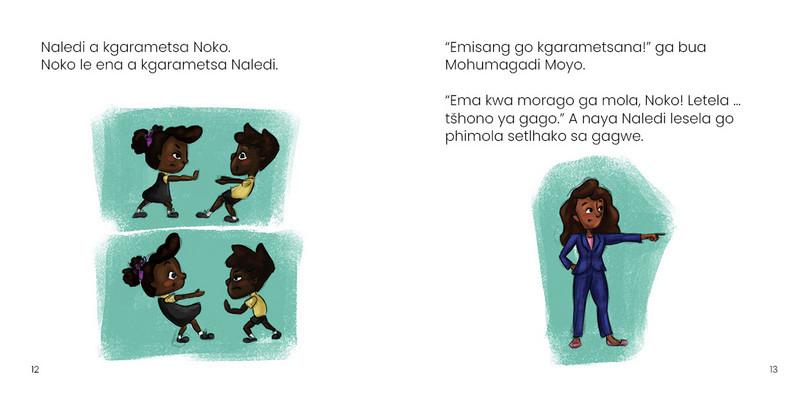 Naledi a kgarametsa Noko.
Noko le ena a kgarametsa Naledi.
12
“Emisang go kgarametsana!” ga bua
Mohumagadi Moyo.
“Ema kwa morago ga mola, Noko! Letela ...
tšhono ya gago.” A naya Naledi lesela go
phimola setlhako sa gagwe.
13